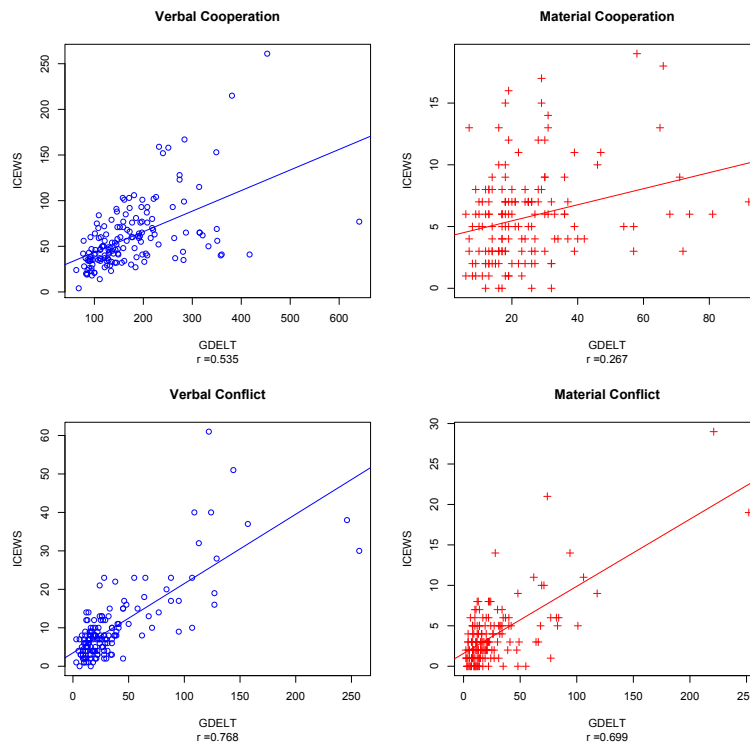 Verbal Cooperation
ICEWS
250
200
150
100
50
0
100 200 300 400 500 600
GDELT
r =0.535
Material Cooperation
ICEWS
15
10
5
0
20 40 60 80
GDELT
r =0.267
Verbal Conflict
ICEWS
60
50
40
30
20
10
0
0 50 100 150 200 250
GDELT
r =0.768
Material Conflict
ICEWS
30
25
20
15
10
5
0
0 50 100 150 200 250
GDELT
r =0.699